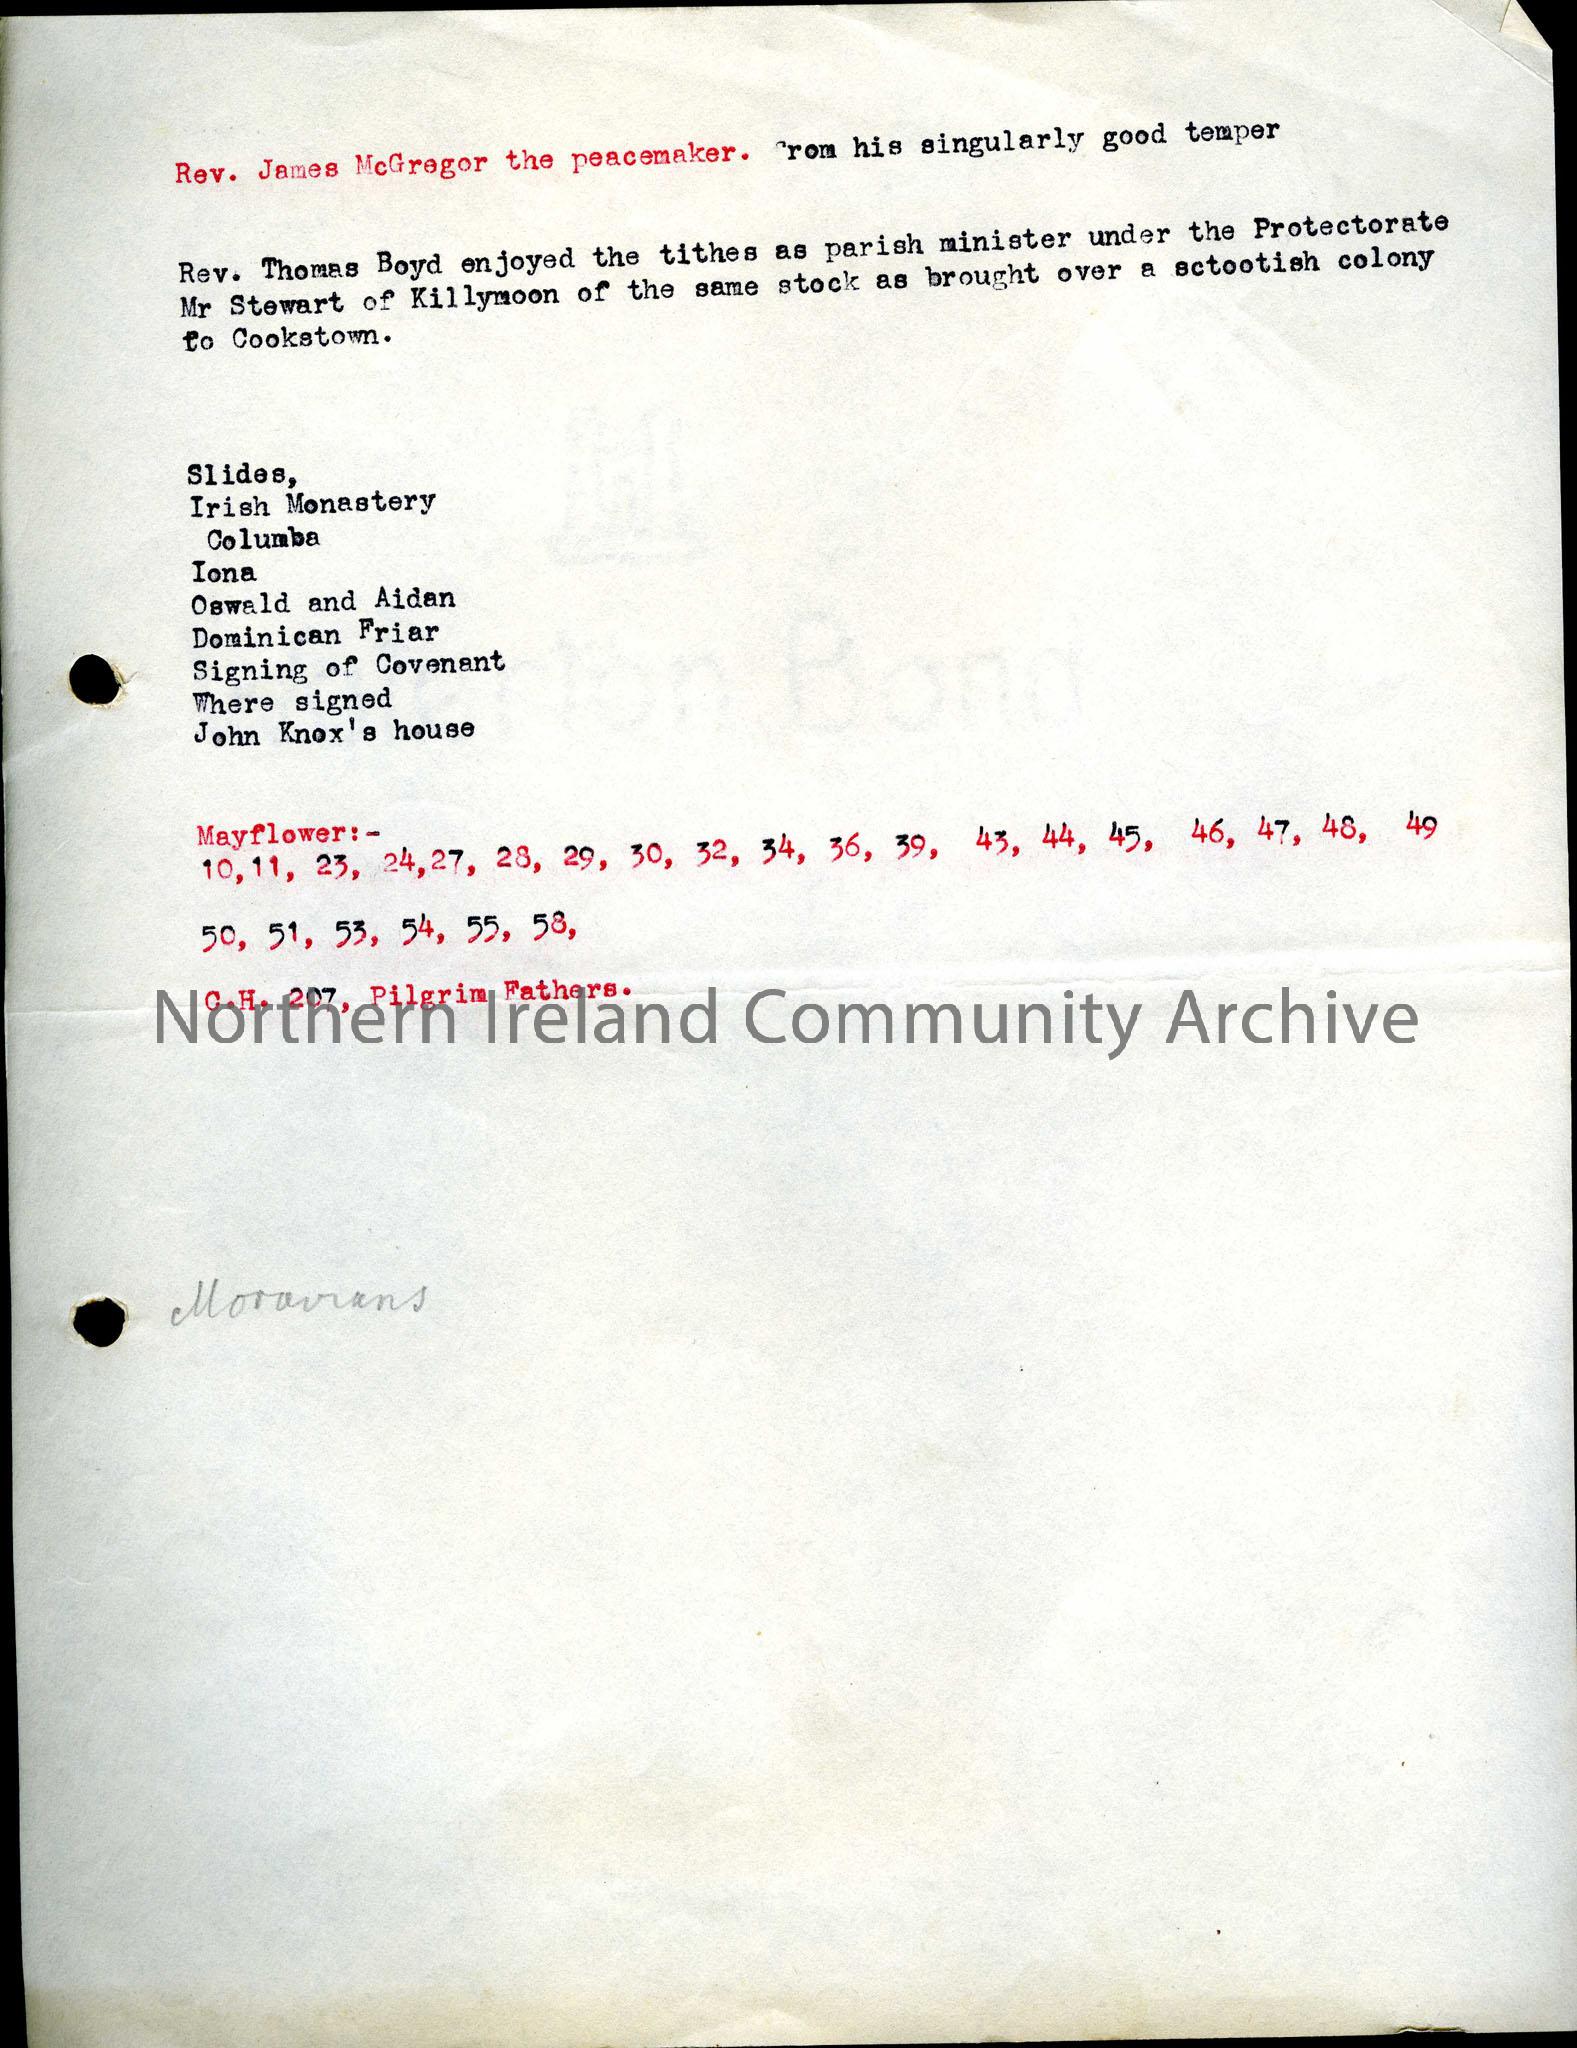 Rev. James McGregor the peacemaker. From his singularly good temper
Rev. Thomas Boyd enjoyed the tithes as parish minister under the Protectorate
Mr Stewart of Killymoon of the same stock as brought over a sctootish colony
to Cookstown.
Slides,
Irish Monastery
Columba
Iona
Oswald and Aidan
Dominican Friar
Signing of Covenant
Where signed
John Knox's house
Mayflower:-
10,11, 23, 24,27, 28, 29, 30, 32, 34, 36, 39, 43, 44, 45, 46, 47, 48, 49
50, 51, 53, 54, 55, 58,
C.H. 207, Pilgrim Fathers.
Northern Ireland Community Archive
Moravians